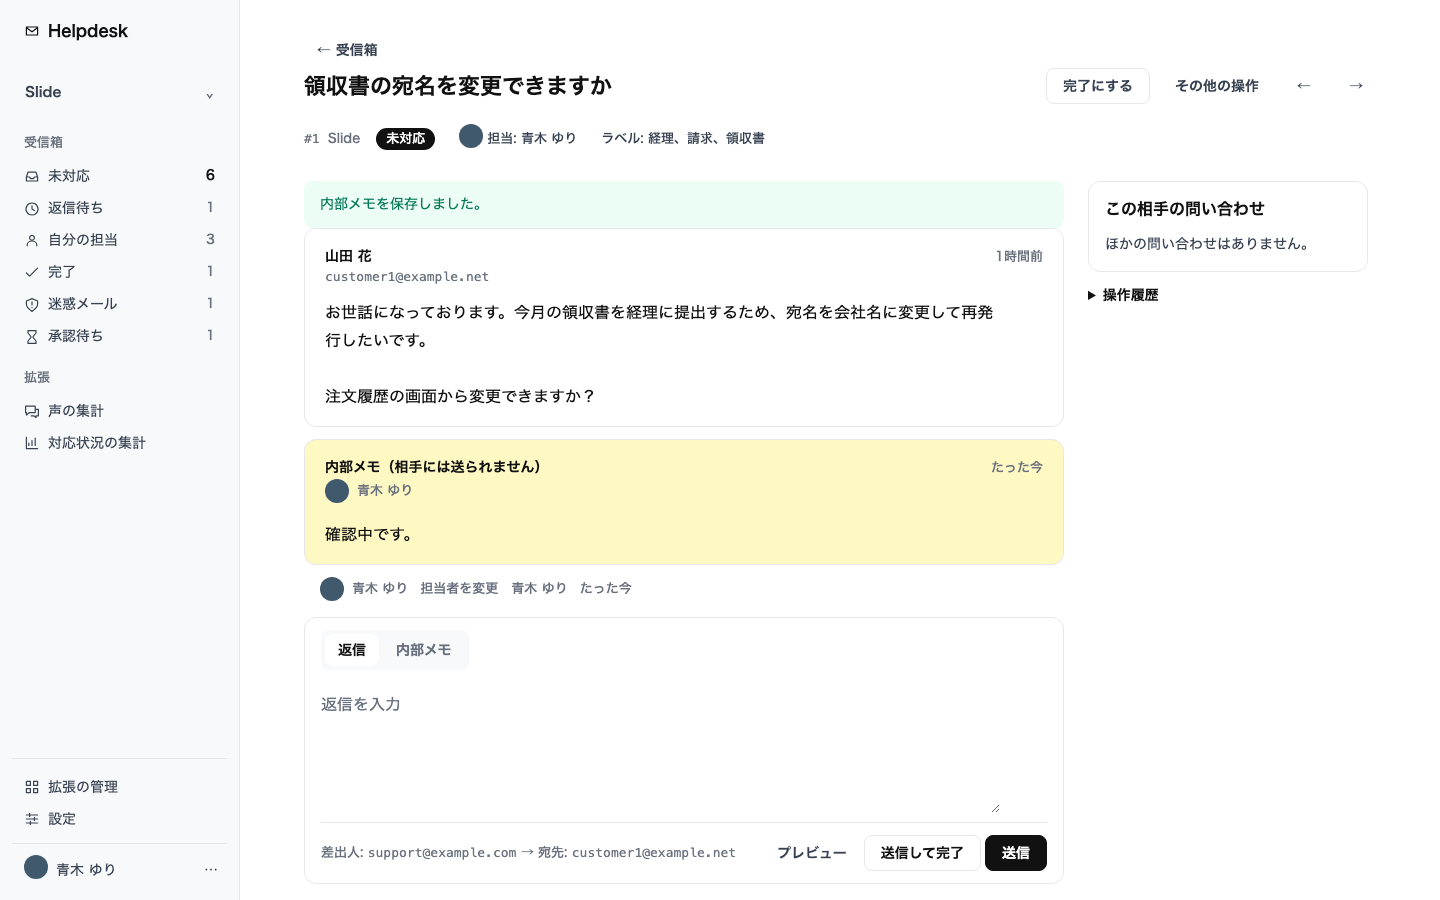 Helpdesk
Slide
受信箱
未対応 6
返信待ち 1
自分の担当 3
完了 1
迷惑メール 1
承認待ち 1
拡張
声の集計
対応状況の集計
拡張の管理
設定
青木 ゆり ...
← 受信箱
領収書の宛名を変更できますか
完了にする その他の操作 ← →
#1 Slide 未対応 担当: 青木 ゆり ラベル: 経理、請求、領収書
内部メモを保存しました。
山田 花 1時間前
customer1@example.net
お世話になっております。今月の領収書を経理に提出するため、宛名を会社名に変更して再発
行したいです。
注文履歴の画面から変更できますか？
内部メモ（相手には送られません） たった今
青木 ゆり
確認中です。
青木 ゆり 担当者を変更 青木 ゆり たった今
返信 内部メモ
返信を入力
差出人: support@example.com → 宛先: customer1@example.net プレビュー 送信して完了 送信
この相手の問い合わせ
ほかの問い合わせはありません。
▶ 操作履歴